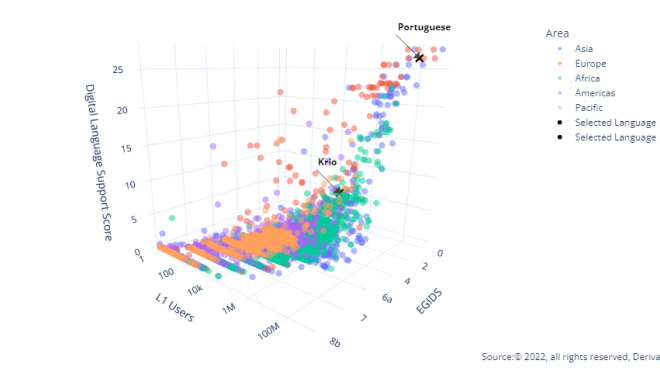 Portuguese
Krio
Digital Language Support Score
25
20
15
10
5
0
1
100
10k
1M
100M
L1 Users
0
2
4
6a
7
8b
EGIDS
Area
Asia
Europe
Africa
Americas
Pacific
Selected Language
Selected Language
Source:© 2022, all rights reserved, Deriva